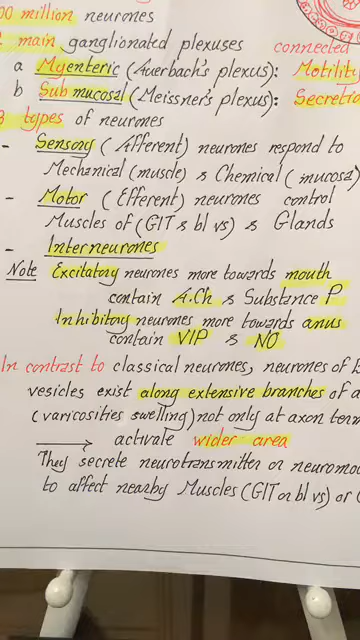 00 million neurones
2 main ganglionated plexuses connected
a Myenteric (Auerbach's plexus): Motility
b Submucosal (Meissner's plexus): Secretio
3 types of neurones
- Sensory (Afferent) neurones respond to
Mechanical (muscle) & Chemical (mucosa)
- Motor (Efferent) neurones control
Muscles of (GIT & bl vs) & Glands
- Interneurones
Note Excitatory neurones more towards mouth
contain A.Ch & Substance P
Inhibitory neurones more towards anus
contain VIP & NO
In contrast to classical neurones, neurones of E
vesicles exist along extensive branches of a
(varicosities swelling) not only at axon term
→ activate wider area
They secrete neurotransmitter or neuromo
to affect nearby Muscles (GIT or bl vs) or